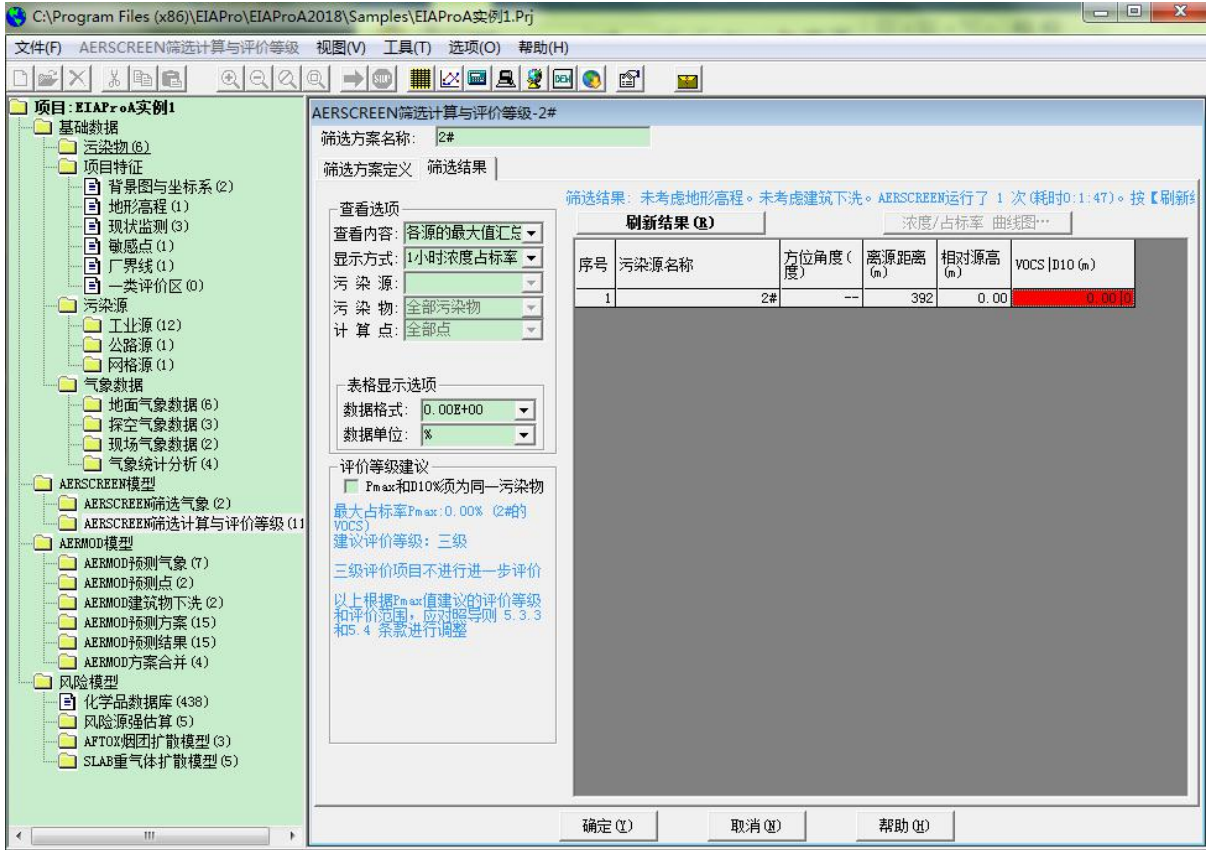 C:\Program Files (x86)\EIAPro\EIAProA2018\Samples\EIAProA实例1.Prj
文件(F) AERSCREEN筛选计算与评价等级 视图(V) 工具(T) 选项(O) 帮助(H)
项目:EIAProA实例1
基础数据
污染物(6)
项目特征
背景图与坐标系(2)
地形高程(1)
现状监测(3)
敏感点(1)
厂界线(1)
一类评价区(0)
污染源
工业源(12)
公路源(1)
网格源(1)
气象数据
地面气象数据(6)
探空气象数据(3)
现场气象数据(2)
气象统计分析(4)
AERSCREEN模型
AERSCREEN筛选气象(2)
AERSCREEN筛选计算与评价等级(11
AERMOD模型
AERMOD预测气象(7)
AERMOD预测点(2)
AERMOD建筑物下洗(2)
AERMOD预测方案(15)
AERMOD预测结果(15)
AERMOD方案合并(4)
风险模型
化学品数据库(438)
风险源强估算(5)
AFTOX烟团扩散模型(3)
SLAB重气体扩散模型(5)
AERSCREEN筛选计算与评价等级-2#
筛选方案名称: 2#
筛选方案定义 筛选结果
筛选结果: 未考虑地形高程。未考虑建筑下洗。AERSCREEN运行了 1 次(耗时0:1:47)。按【刷新
查看选项
查看内容: 各源的最大值汇总
显示方式: 1小时浓度占标率
污 染 源:
污 染 物: 全部污染物
计 算 点: 全部点
表格显示选项
数据格式: 0.00E+00
数据单位: %
评价等级建议
Pmax和D10%须为同一污染物
最大占标率Pmax:0.00% (2#的
VOCS)
建议评价等级: 三级
三级评价项目不进行进一步评价
以上根据Pmax值建议的评价等级
和评价范围,应对照导则 5.3.3
和5.4 条款进行调整
刷新结果(R) 浓度/占标率 曲线图…
序号 污染源名称 方位角度(度) 离源距离(m) 相对源高(m) VOCS|D10(m)
1 2# -- 392 0.00 0.00|0
确定(Y) 取消(N) 帮助(H)